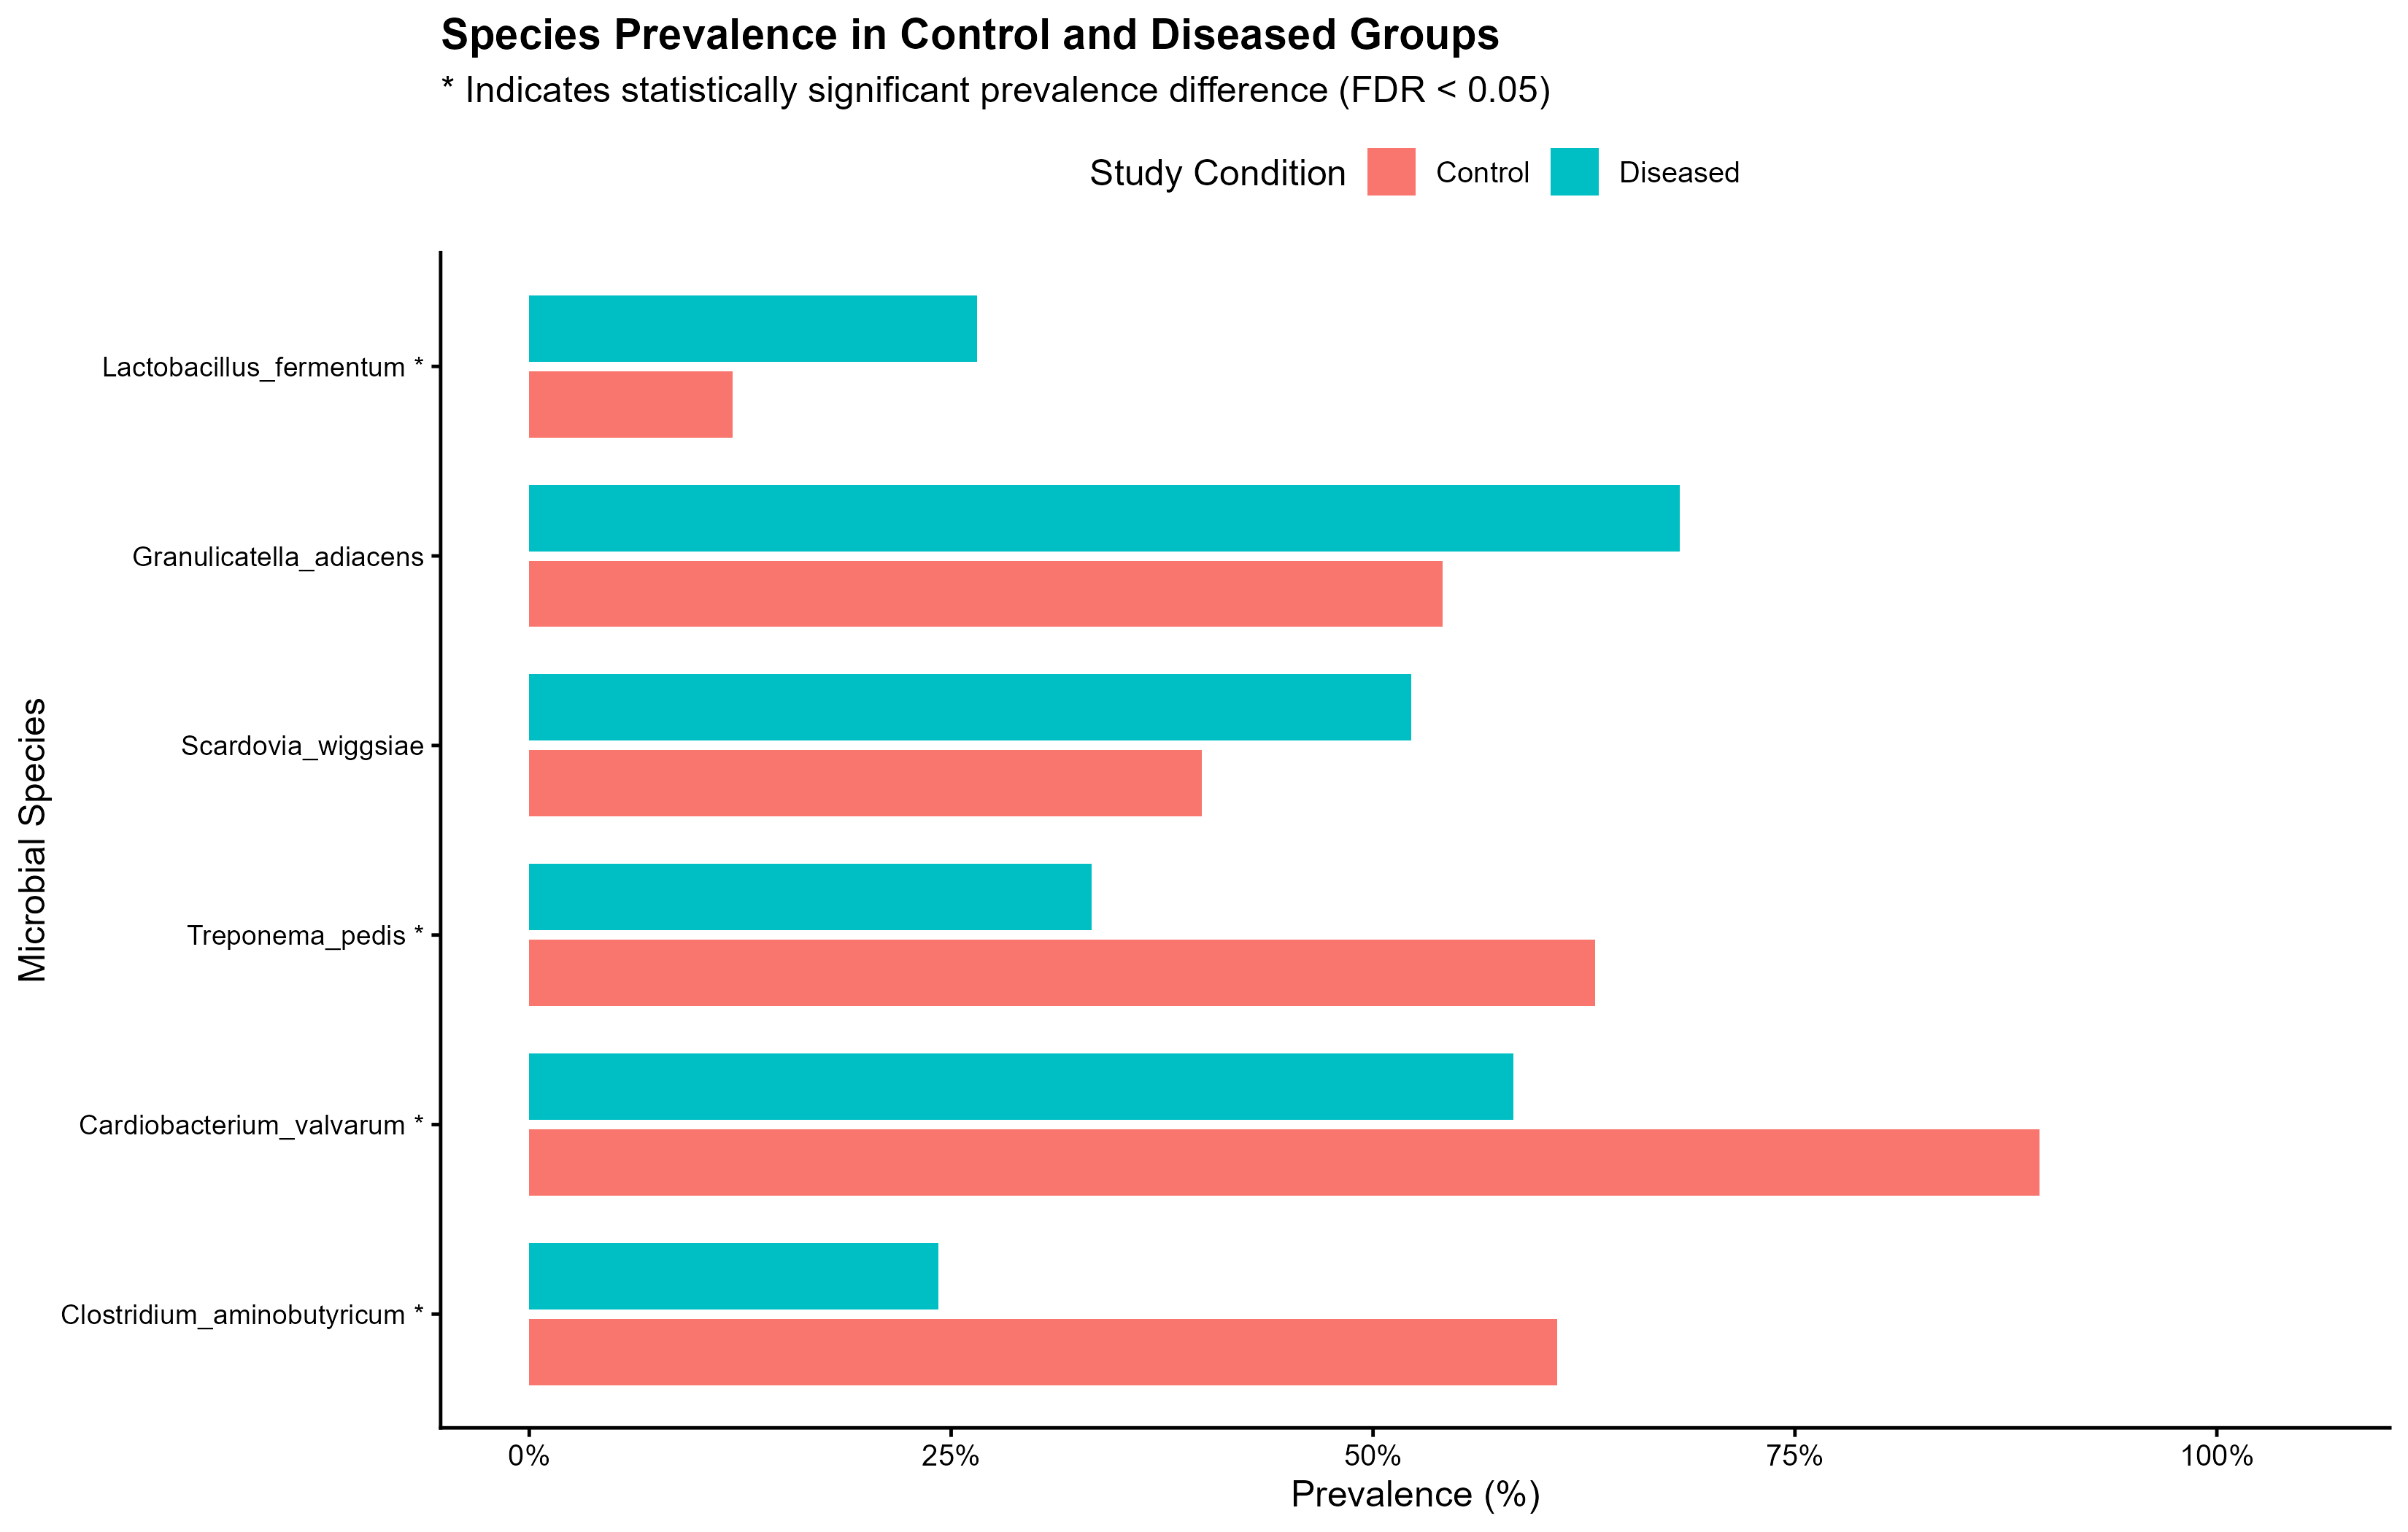 Species Prevalence in Control and Diseased Groups
* Indicates statistically significant prevalence difference (FDR < 0.05)
Study Condition Control Diseased
Lactobacillus_fermentum *
Granulicatella_adiacens
Scardovia_wiggsiae
Treponema_pedis *
Cardiobacterium_valvarum *
Clostridium_aminobutyricum *
Microbial Species
0% 25% 50% 75% 100%
Prevalence (%)